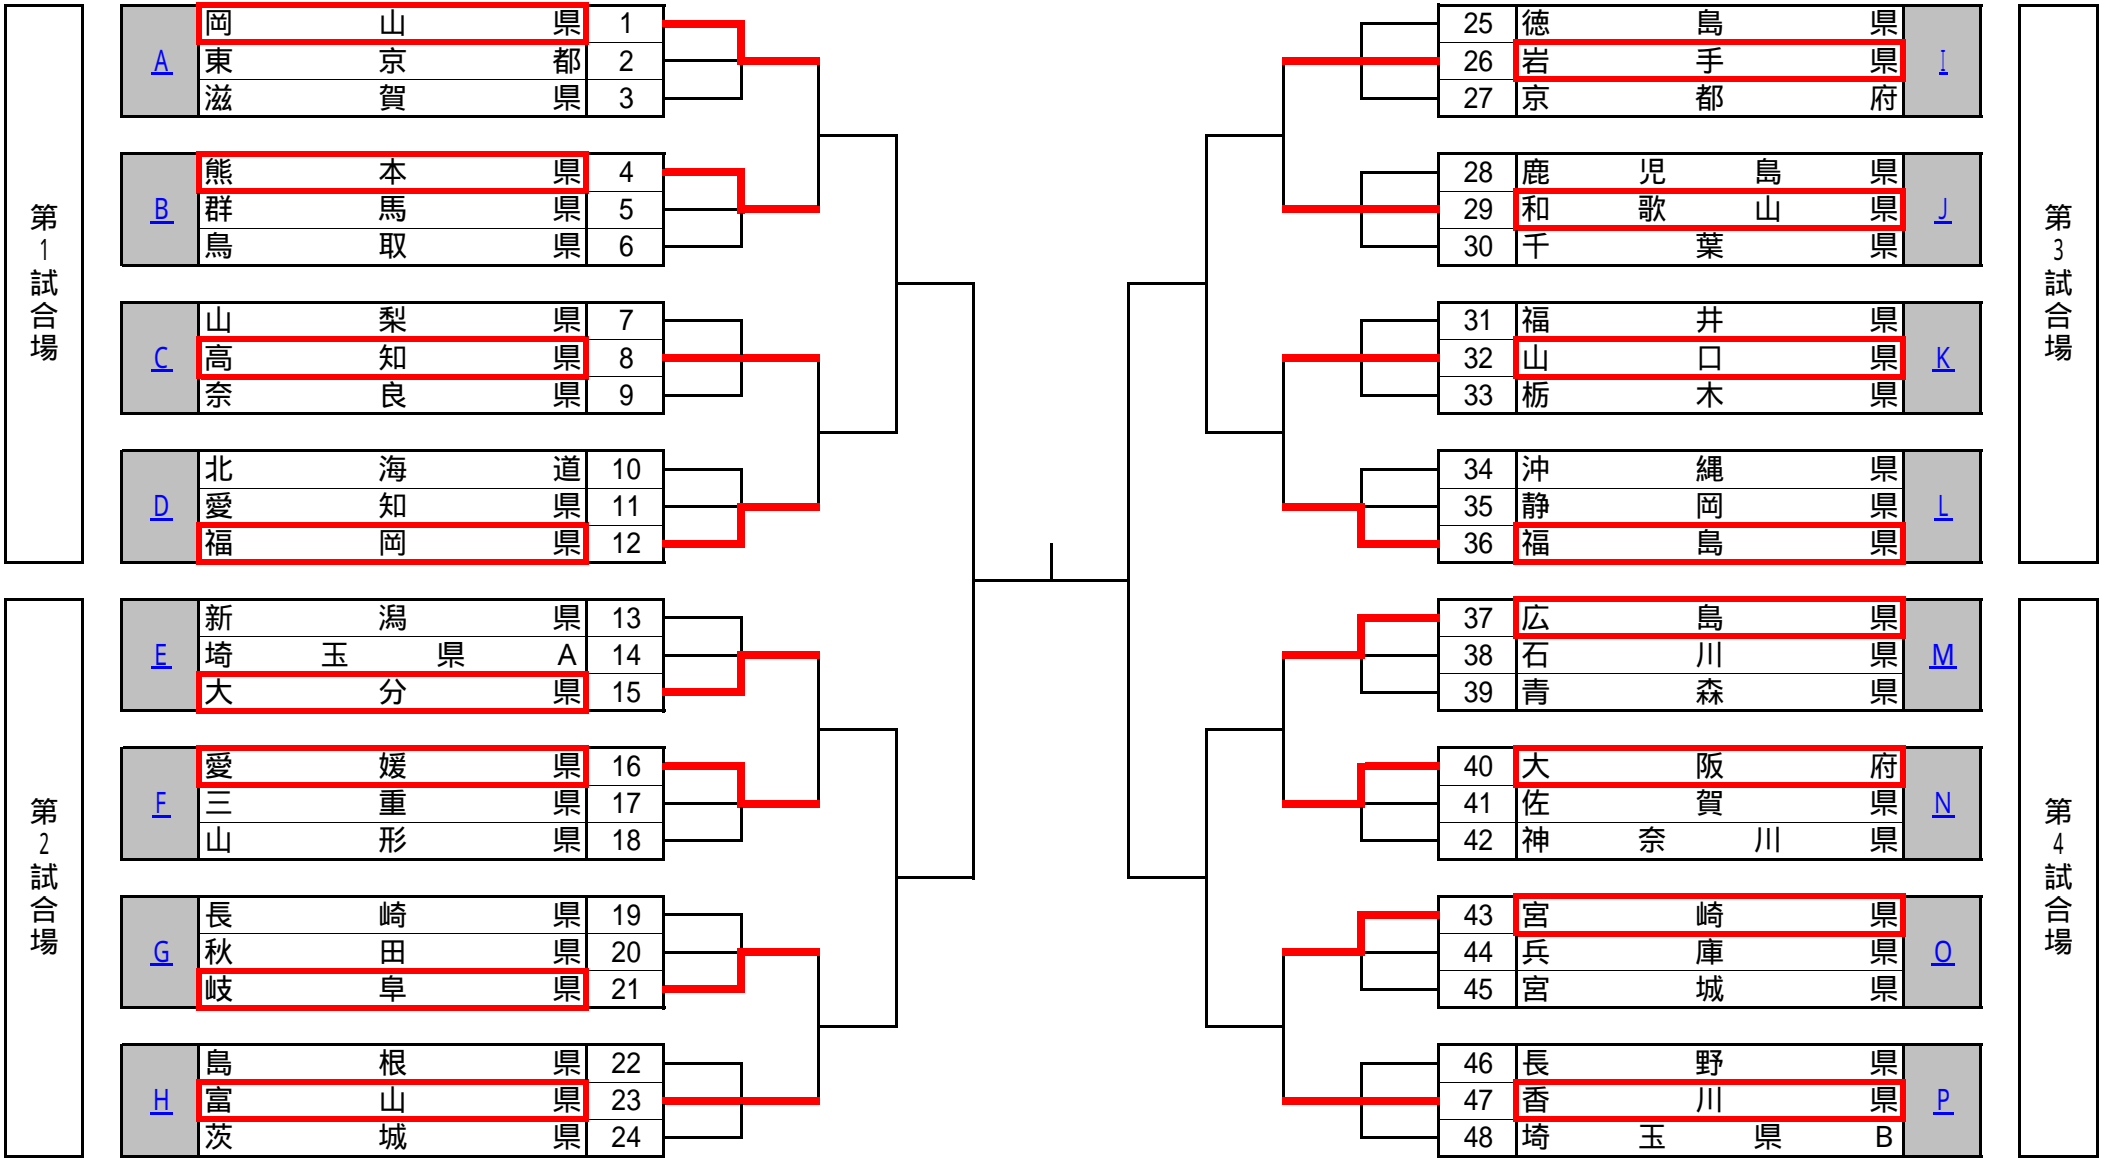 第1試合場
A
岡山県 1
東京都 2
滋賀県 3
B
熊本県 4
群馬県 5
鳥取県 6
C
山梨県 7
高知県 8
奈良県 9
D
北海道 10
愛知県 11
福岡県 12
第2試合場
E
新潟県 13
埼玉県A 14
大分県 15
F
愛媛県 16
三重県 17
山形県 18
G
長崎県 19
秋田県 20
岐阜県 21
H
島根県 22
富山県 23
茨城県 24
25 徳島県
26 岩手県
27 京都府
I
28 鹿児島県
29 和歌山県
30 千葉県
J
31 福井県
32 山口県
33 栃木県
K
34 沖縄県
35 静岡県
36 福島県
L
第3試合場
37 広島県
38 石川県
39 青森県
M
40 大阪府
41 佐賀県
42 神奈川県
N
43 宮崎県
44 兵庫県
45 宮城県
O
46 長野県
47 香川県
48 埼玉県B
P
第4試合場